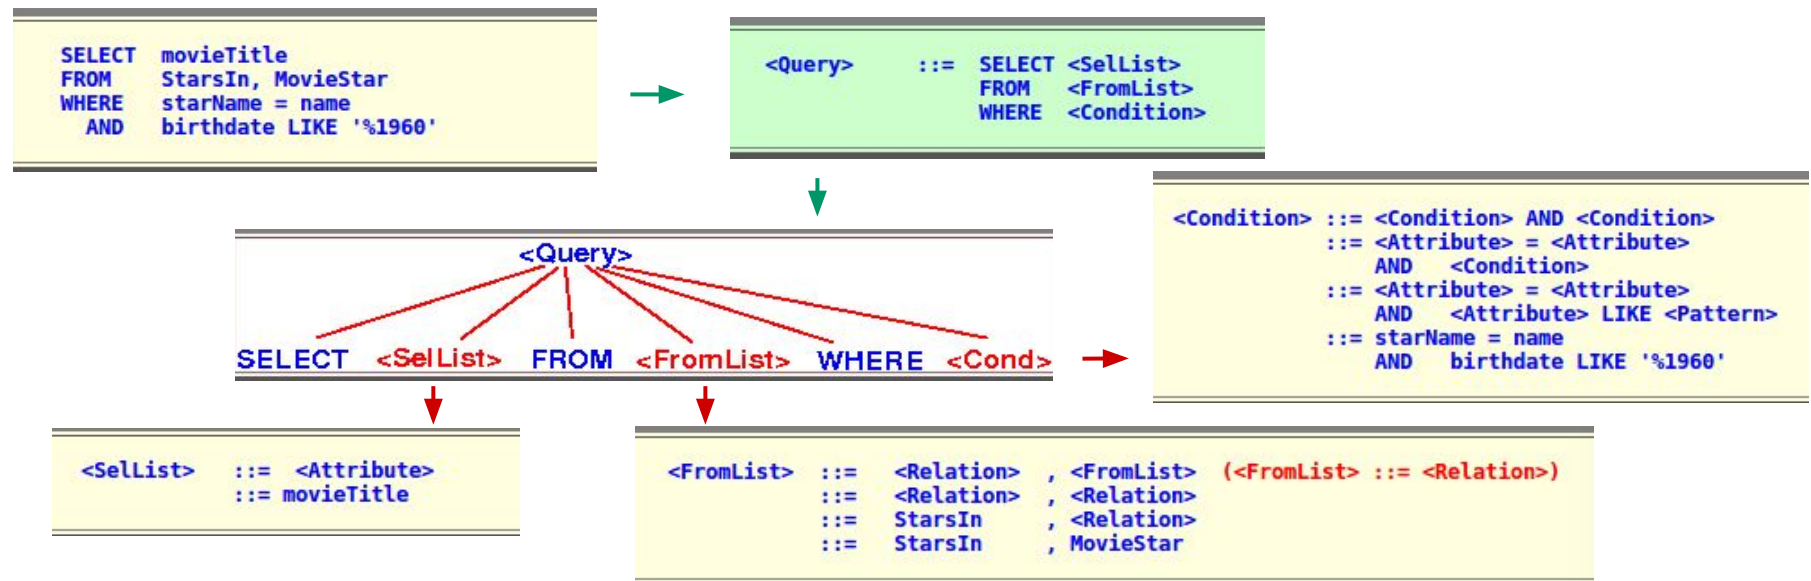 SELECT movieTitle
FROM StarsIn, MovieStar
WHERE starName = name
AND birthdate LIKE '%1960'
<Query> ::= SELECT <SelList>
FROM <FromList>
WHERE <Condition>
<Query>
SELECT <SelList> FROM <FromList> WHERE <Cond>
<Condition> ::= <Condition> AND <Condition>
::= <Attribute> = <Attribute>
AND <Condition>
::= <Attribute> = <Attribute>
AND <Attribute> LIKE <Pattern>
::= starName = name
AND birthdate LIKE '%1960'
<SelList> ::= <Attribute>
::= movieTitle
<FromList> ::= <Relation> , <FromList> (<FromList> ::= <Relation>)
::= <Relation> , <Relation>
::= StarsIn , <Relation>
::= StarsIn , MovieStar